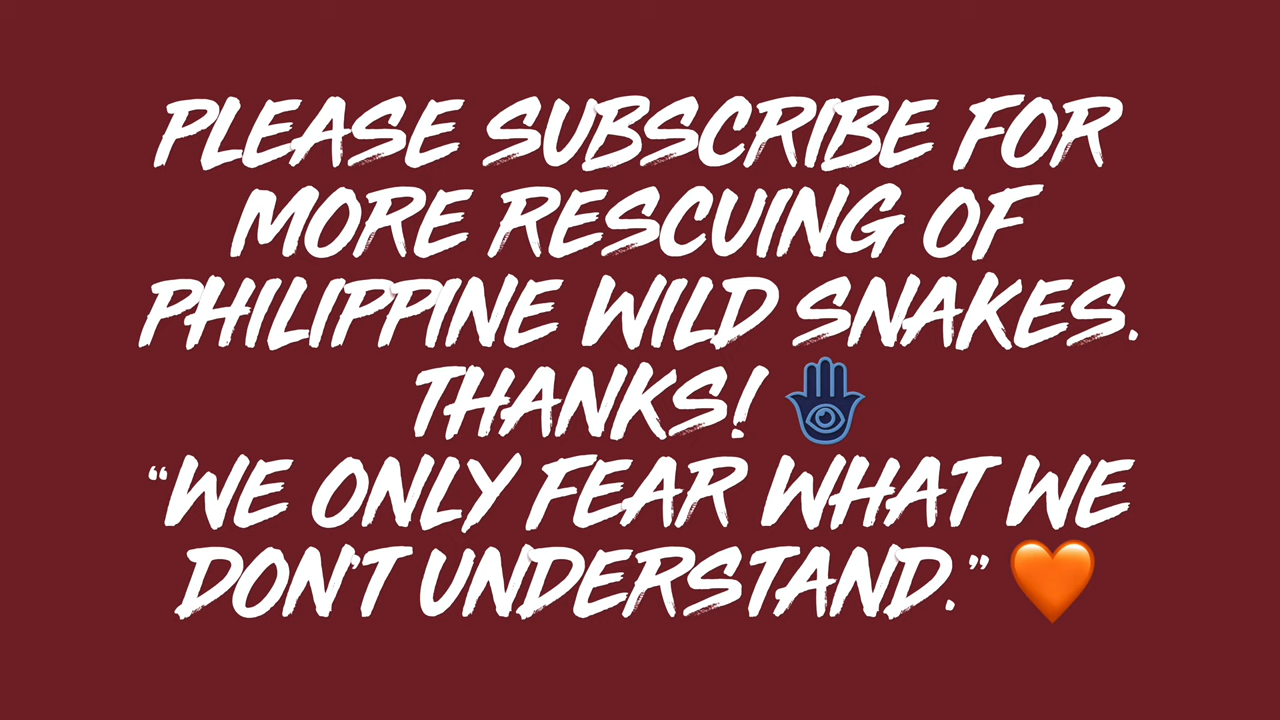 PLEASE SUBSCRIBE FOR
MORE RESCUING OF
PHILIPPINE WILD SNAKES.
THANKS! 🪬
“WE ONLY FEAR WHAT WE
DON'T UNDERSTAND.” 🧡